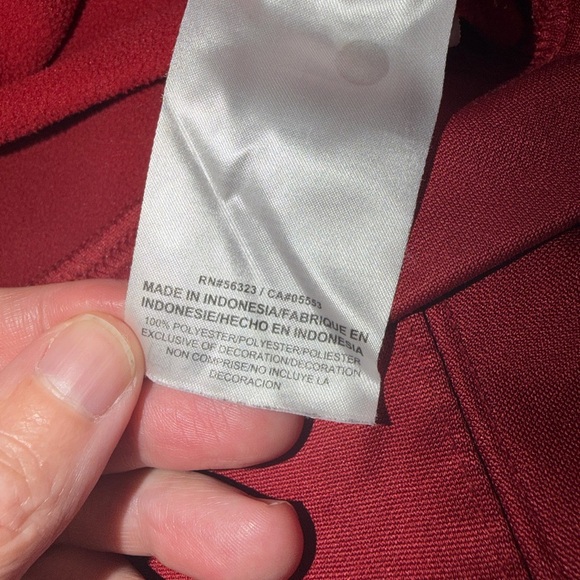 RN#56323 / CA#05553
MADE IN INDONESIA/FABRIQUE EN
INDONESIE/HECHO EN INDONESIA
100% POLYESTER/POLYESTER/POLIESTER
EXCLUSIVE OF DECORATION/DECORATION
NON COMPRISE/NO INCLUYE LA
DECORACION